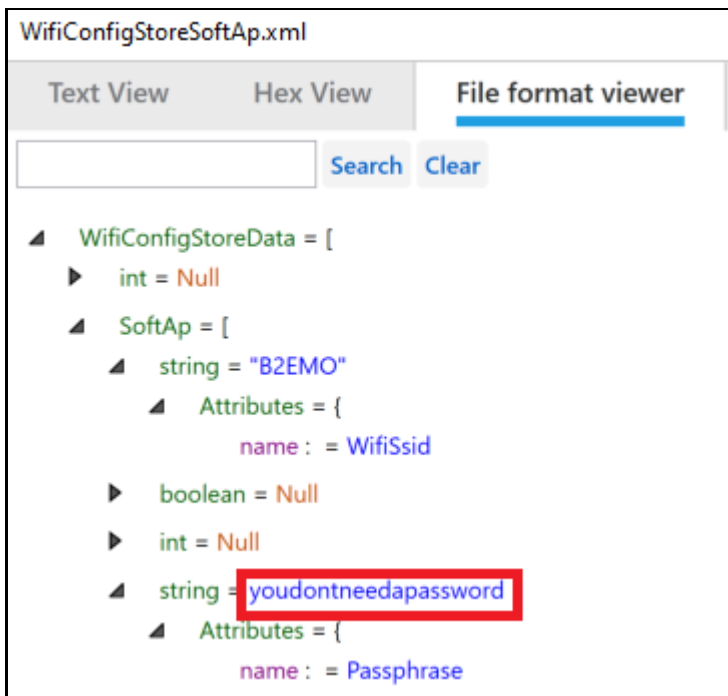 WifiConfigStoreSoftAp.xml
Text View Hex View File format viewer
Search Clear
WifiConfigStoreData = [
int = Null
SoftAp = [
string = "B2EMO"
Attributes = {
name : = WifiSsid
boolean = Null
int = Null
string = youdontneedapassword
Attributes = {
name : = Passphrase